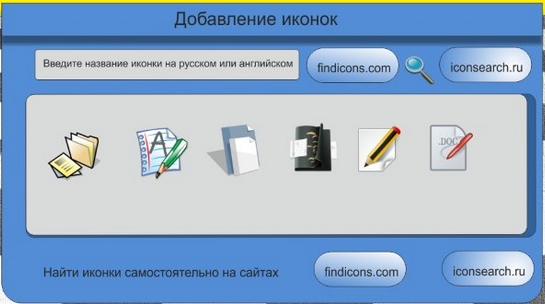 Добавление иконок
Введите название иконки на русском или английском
findicons.com
iconsearch.ru
A
.DOC
Найти иконки самостоятельно на сайтах
findicons.com
iconsearch.ru